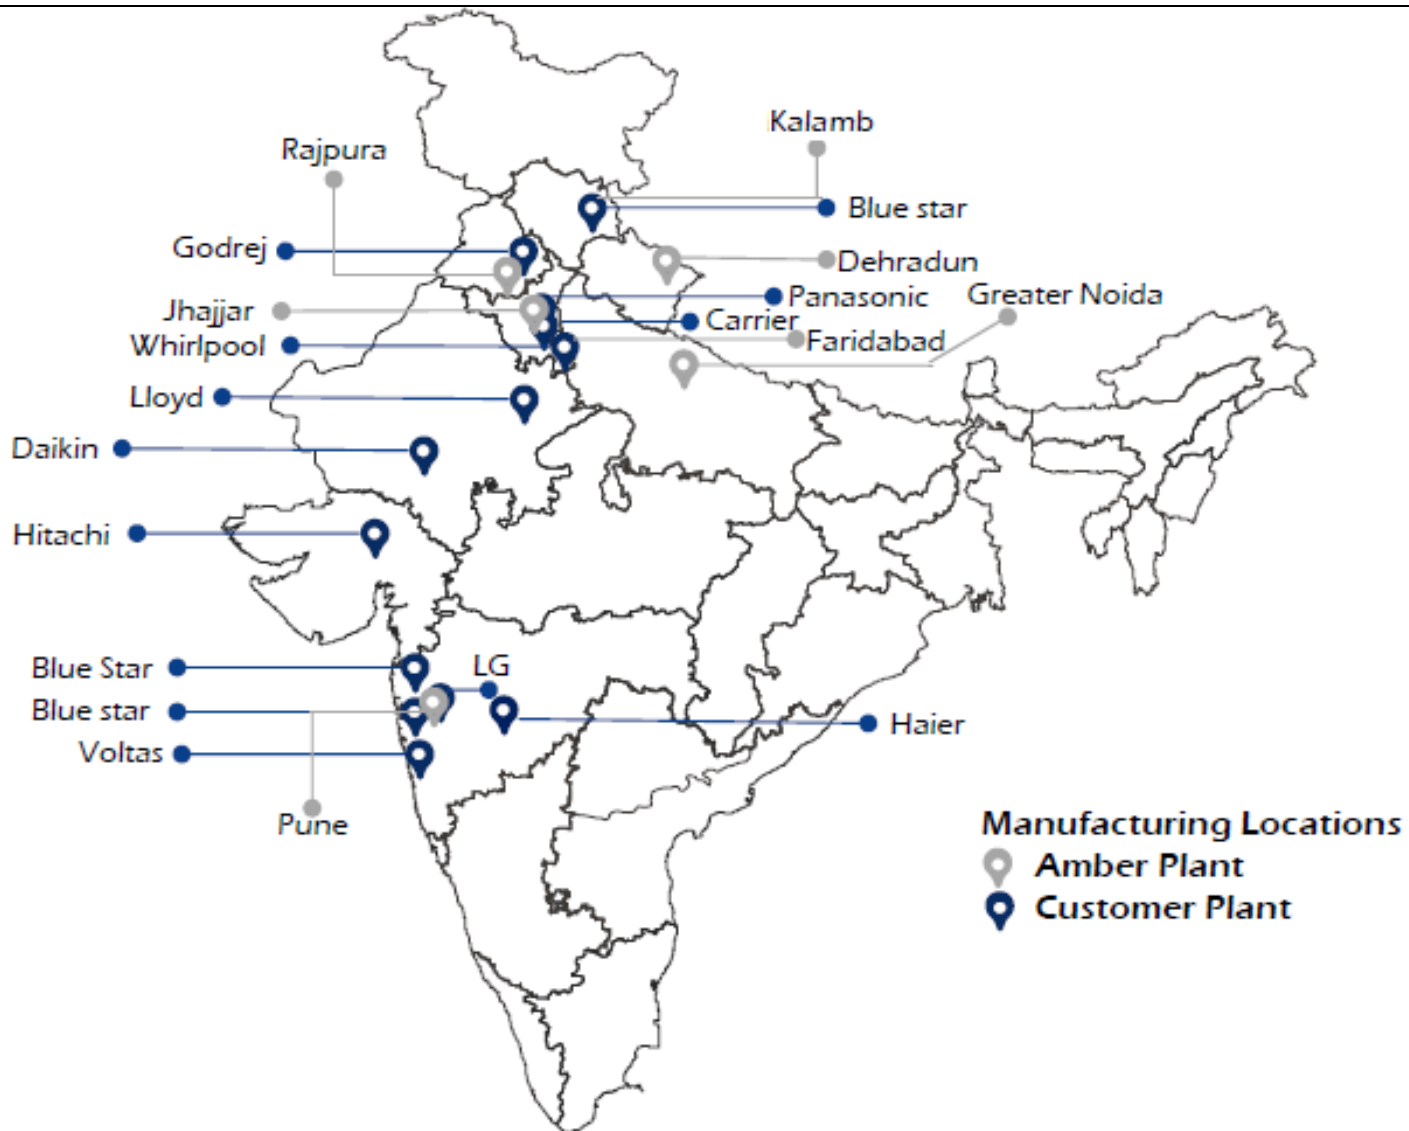 Kalamb
Rajpura
Blue star
Godrej
Dehradun
Panasonic
Greater Noida
Jhajjar
Carrier
Whirlpool
Faridabad
Lloyd
Daikin
Hitachi
Blue Star
LG
Blue star
Haier
Voltas
Pune
Manufacturing Locations
Amber Plant
Customer Plant